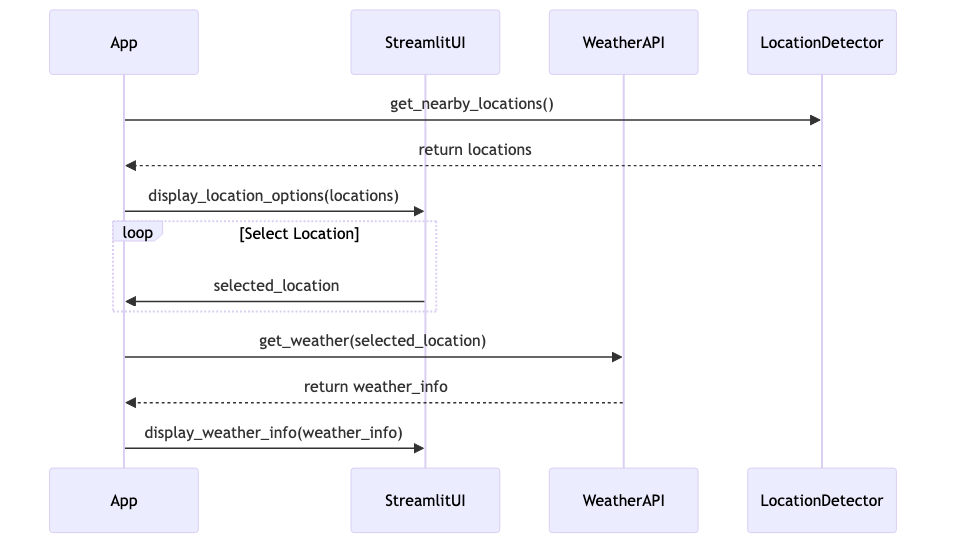 App
StreamlitUI
WeatherAPI
LocationDetector
get_nearby_locations()
return locations
display_location_options(locations)
loop
[Select Location]
selected_location
get_weather(selected_location)
return weather_info
display_weather_info(weather_info)
App
StreamlitUI
WeatherAPI
LocationDetector